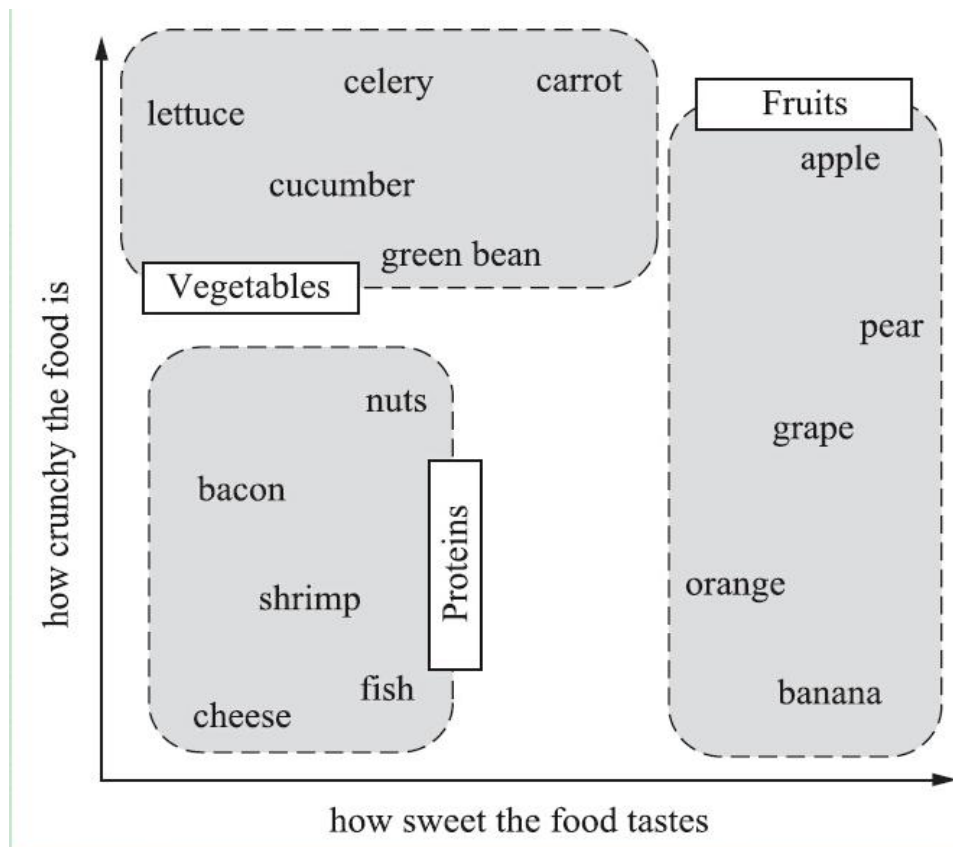 celery
carrot
lettuce
Fruits
apple
cucumber
green bean
Vegetables
pear
nuts
grape
bacon
Proteins
orange
shrimp
fish
banana
cheese
how crunchy the food is
how sweet the food tastes